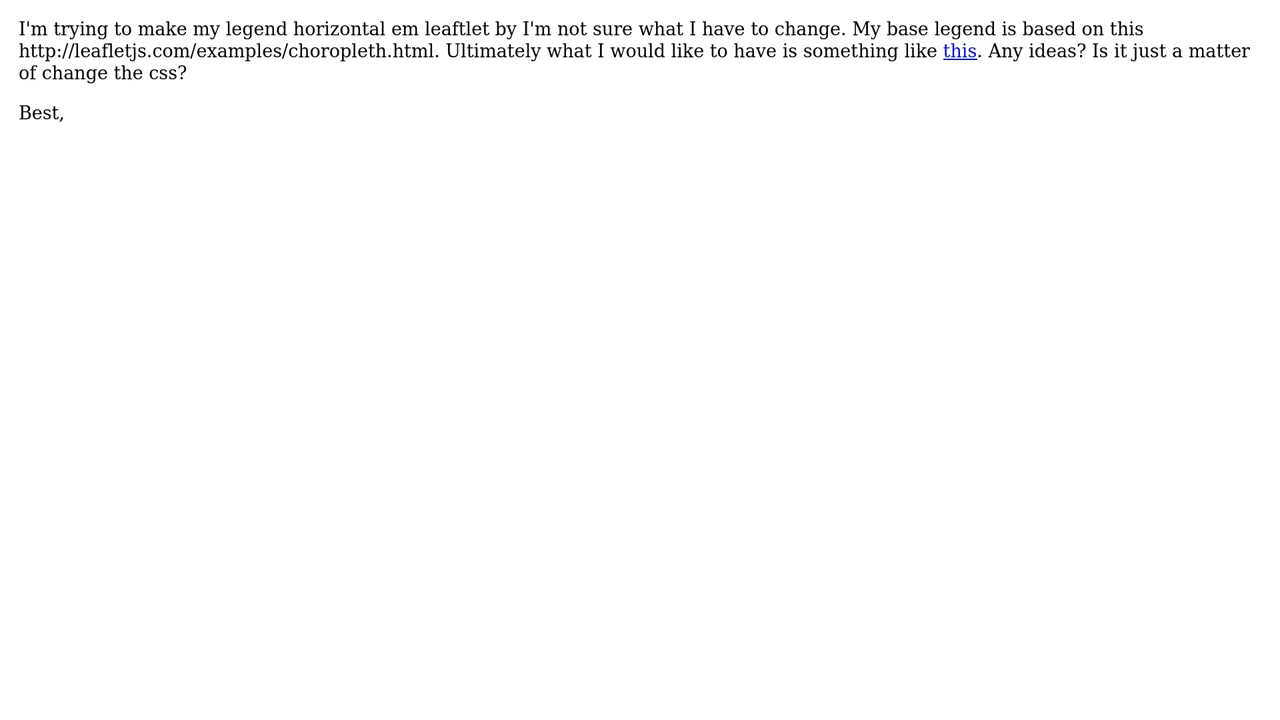 I'm trying to make my legend horizontal em leaftlet by I'm not sure what I have to change. My base legend is based on this
http://leafletjs.com/examples/choropleth.html. Ultimately what I would like to have is something like this. Any ideas? Is it just a matter
of change the css?
Best,